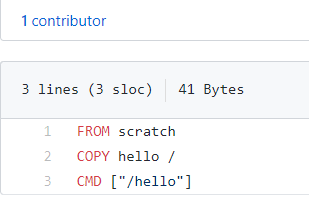 1 contributor
3 lines (3 sloc) 41 Bytes
1 FROM scratch
2 COPY hello /
3 CMD ["/hello"]